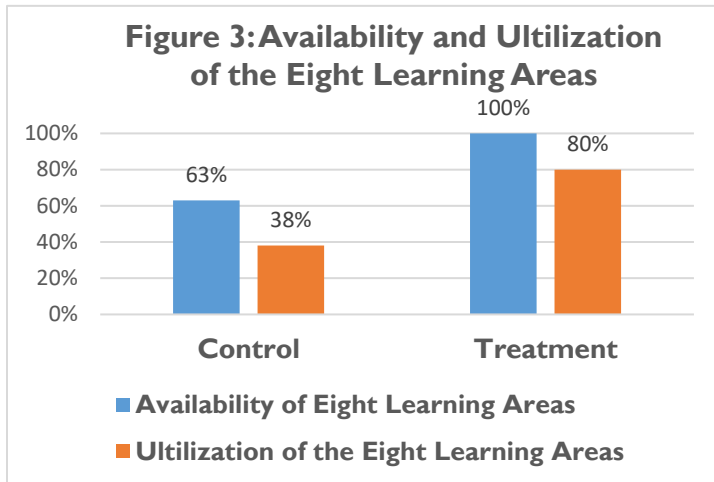 Figure 3: Availability and Ultilization
of the Eight Learning Areas
100%
80%
60%
40%
20%
0%
63%
38%
100%
80%
Control
Treatment
Availability of Eight Learning Areas
Ultilization of the Eight Learning Areas